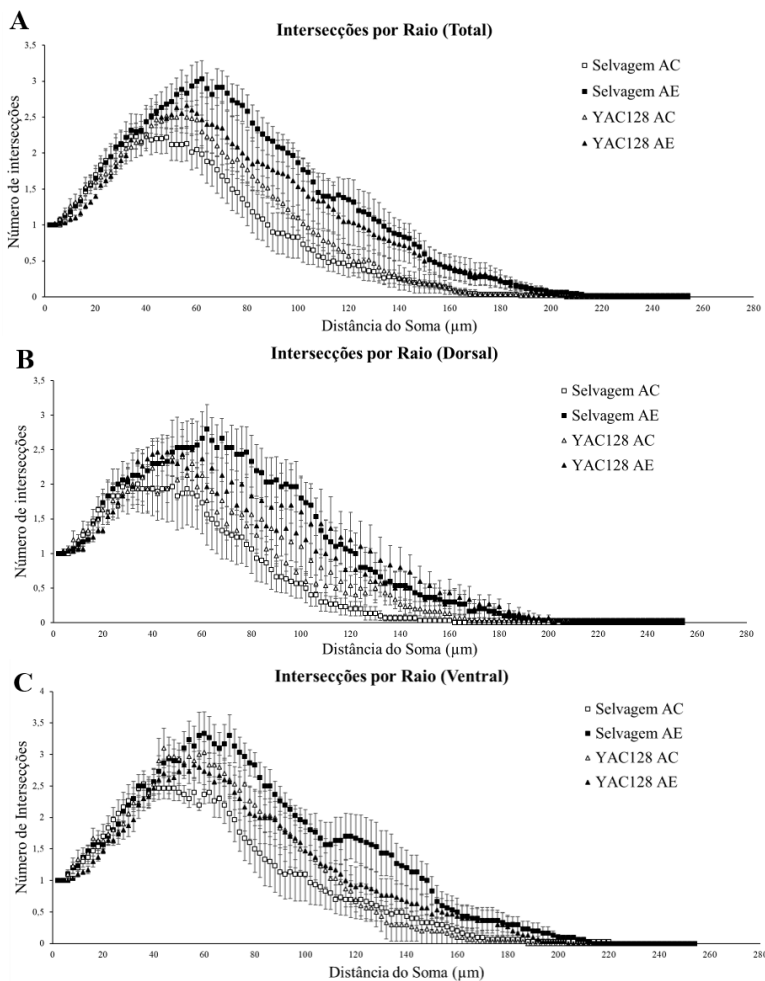 A
Intersecções por Raio (Total)
Número de intersecções
3,5
3
2,5
2
1,5
1
0,5
0
Selvagem AC
Selvagem AE
YAC128 AC
YAC128 AE
0 20 40 60 80 100 120 140 160 180 200 220 240 260 280
Distância do Soma (µm)
B
Intersecções por Raio (Dorsal)
Número de intersecções
3,5
3
2,5
2
1,5
1
0,5
0
Selvagem AC
Selvagem AE
YAC128 AC
YAC128 AE
0 20 40 60 80 100 120 140 160 180 200 220 240 260 280
Distância do Soma (µm)
C
Intersecções por Raio (Ventral)
Número de Intersecções
4
3,5
3
2,5
2
1,5
1
0,5
0
Selvagem AC
Selvagem AE
YAC128 AC
YAC128 AE
0 20 40 60 80 100 120 140 160 180 200 220 240 260 280
Distância do Soma (µm)